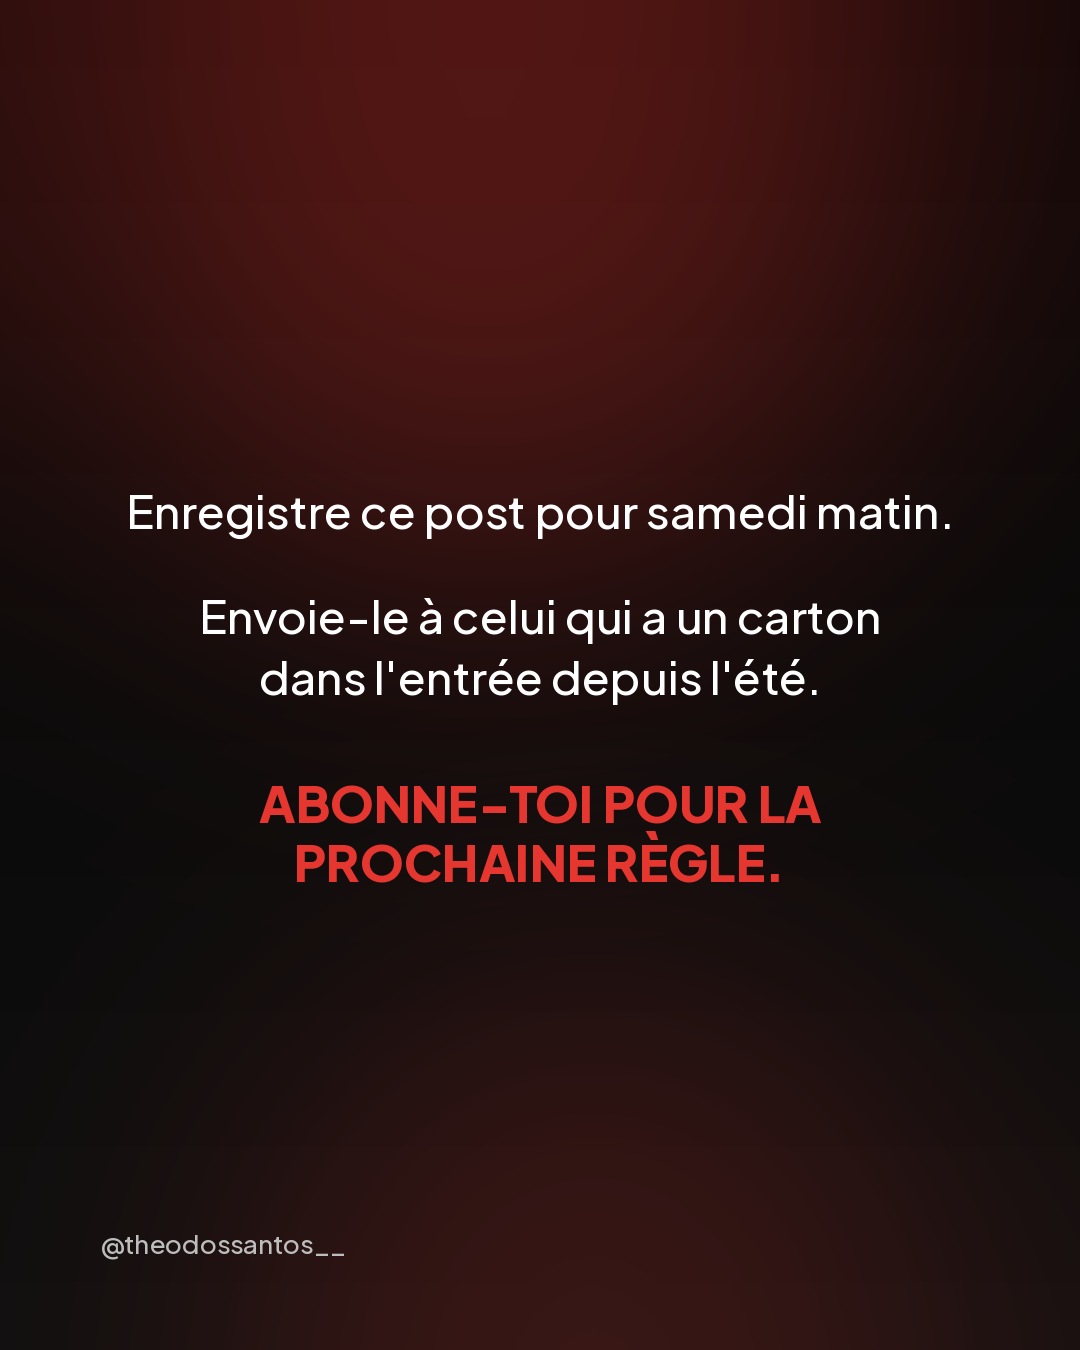 Enregistre ce post pour samedi matin.
Envoie-le à celui qui a un carton
dans l'entrée depuis l'été.
ABONNE-TOI POUR LA
PROCHAINE RÈGLE.
@theodossantos__